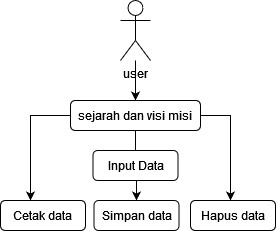 user
sejarah dan visi misi
Input Data
Cetak data
Simpan data
Hapus data